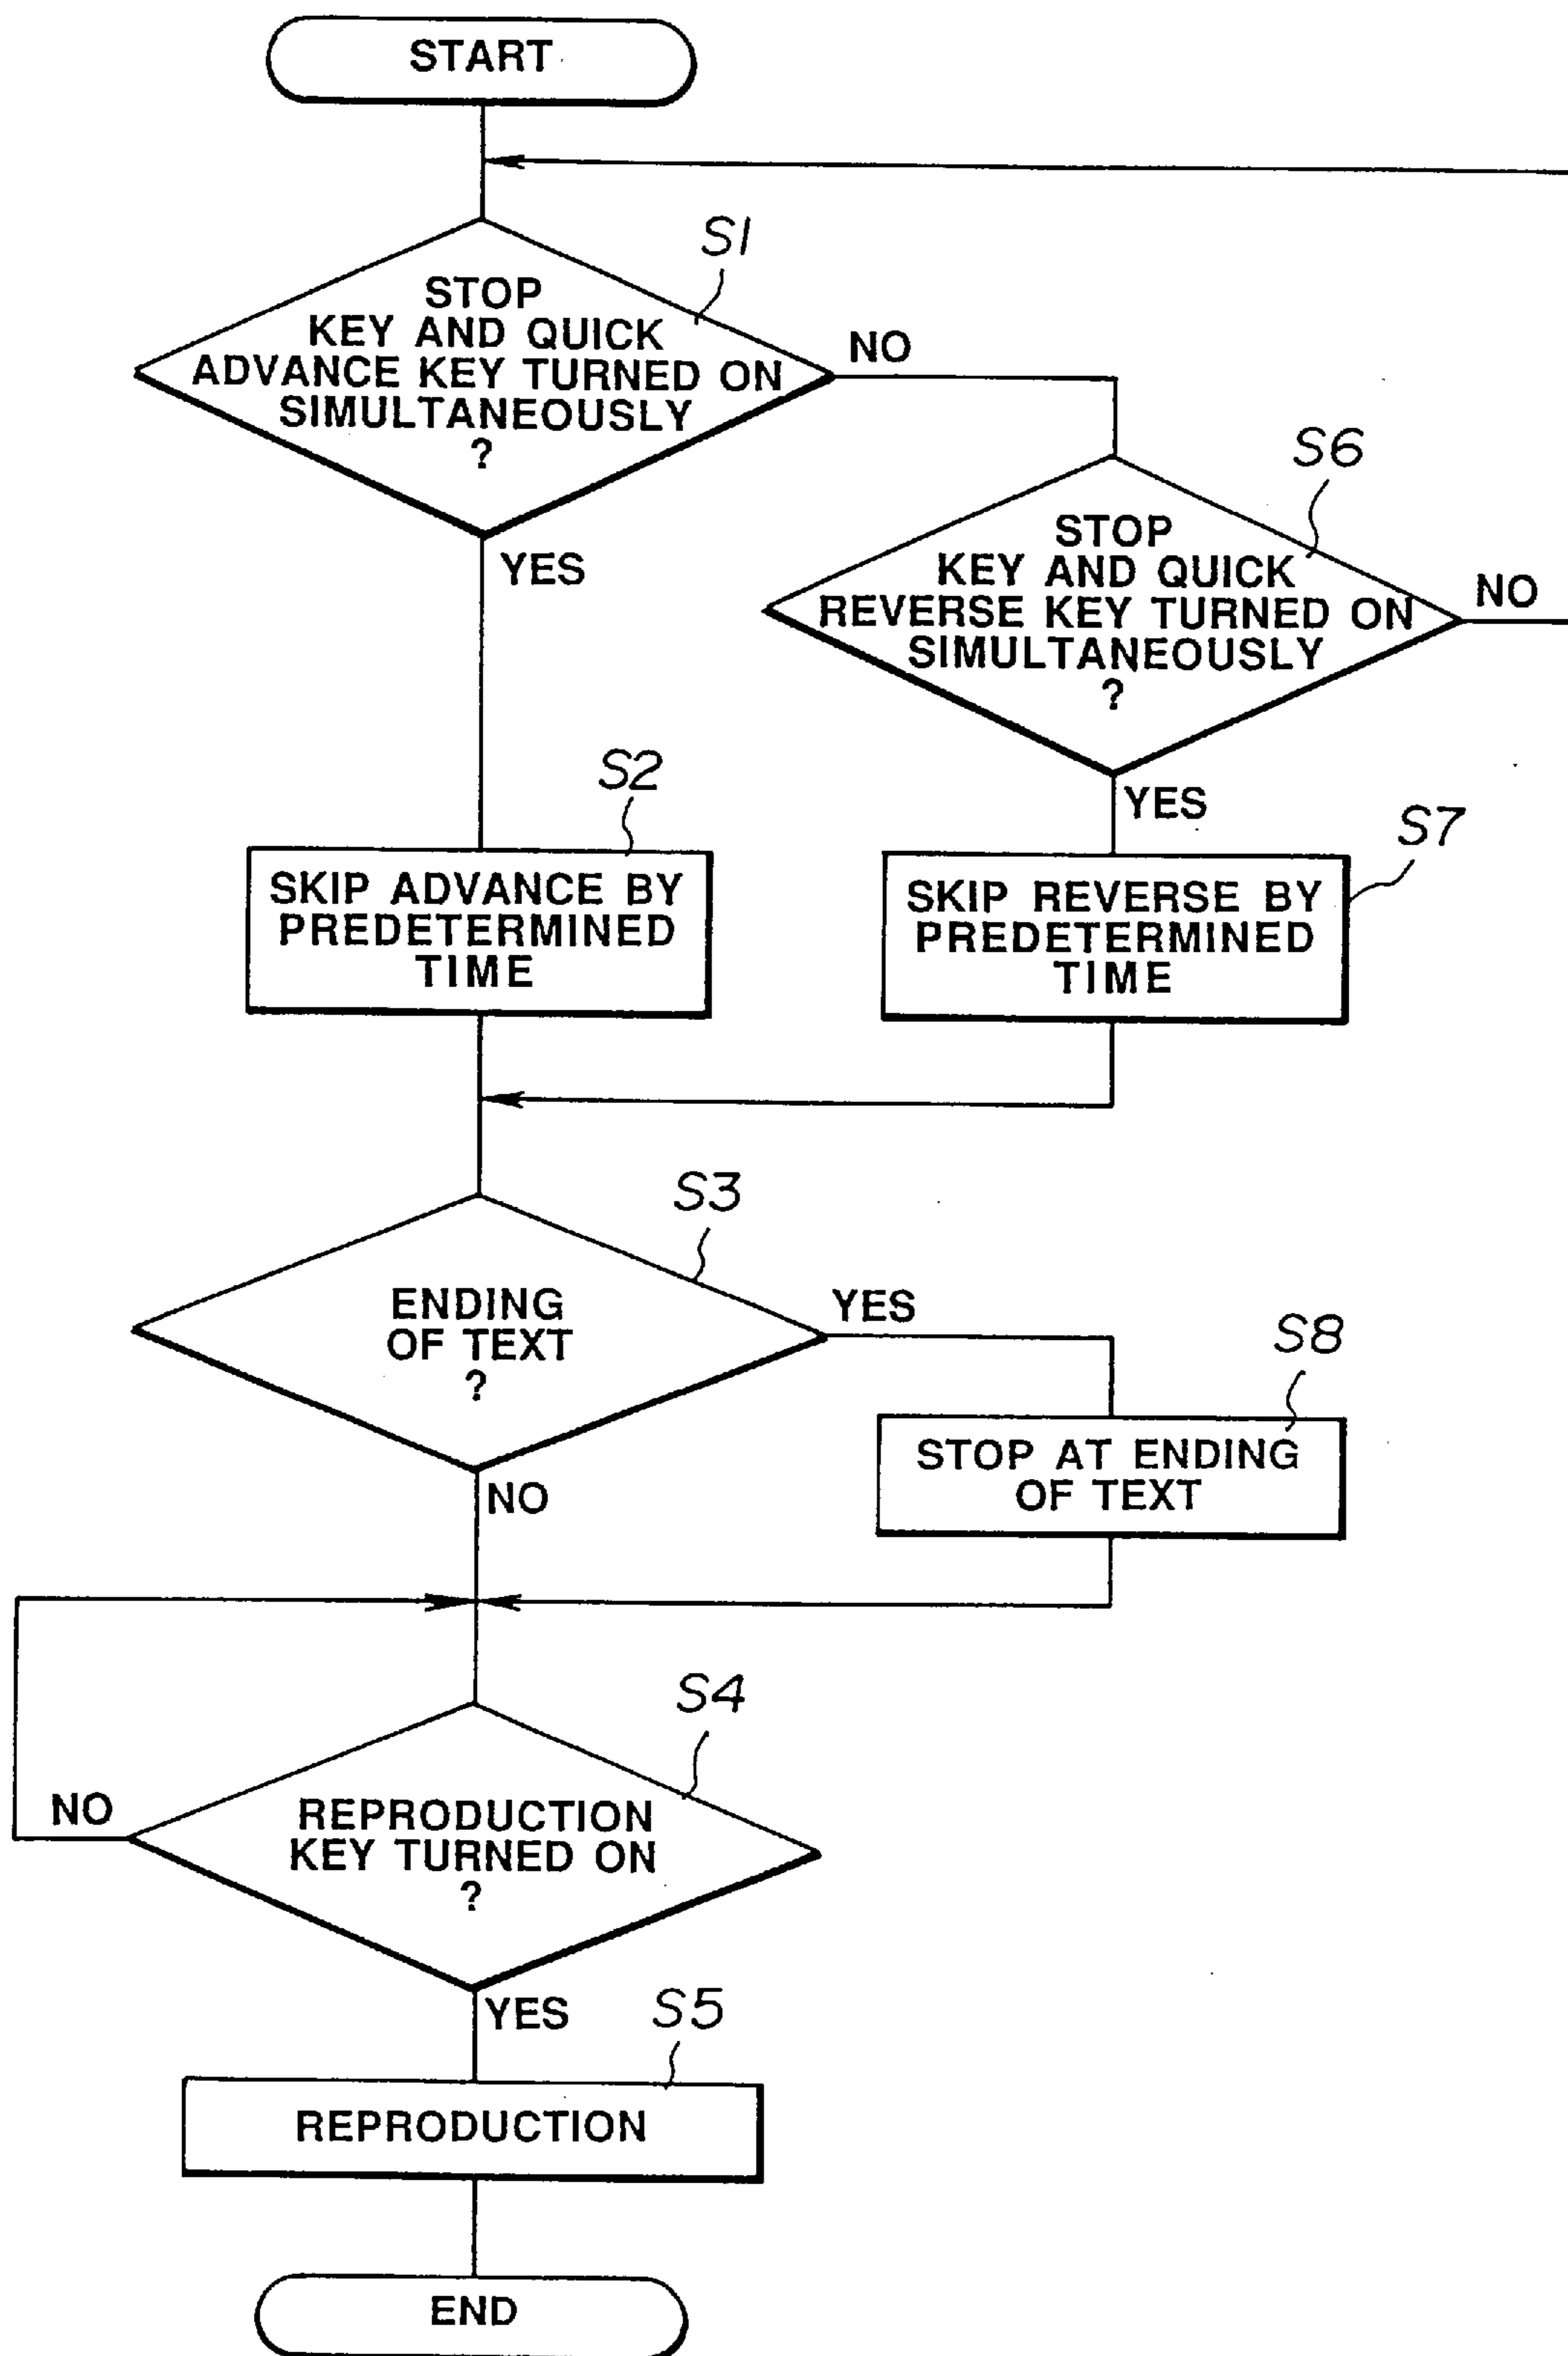 START
S1
STOP
KEY AND QUICK
ADVANCE KEY TURNED ON
SIMULTANEOUSLY
?
NO
YES
S6
STOP
KEY AND QUICK
REVERSE KEY TURNED ON
SIMULTANEOUSLY
?
NO
YES
S2
SKIP ADVANCE BY
PREDETERMINED
TIME
S7
SKIP REVERSE BY
PREDETERMINED
TIME
S3
ENDING
OF TEXT
?
YES
NO
S8
STOP AT ENDING
OF TEXT
S4
REPRODUCTION
KEY TURNED ON
?
NO
YES
S5
REPRODUCTION
END